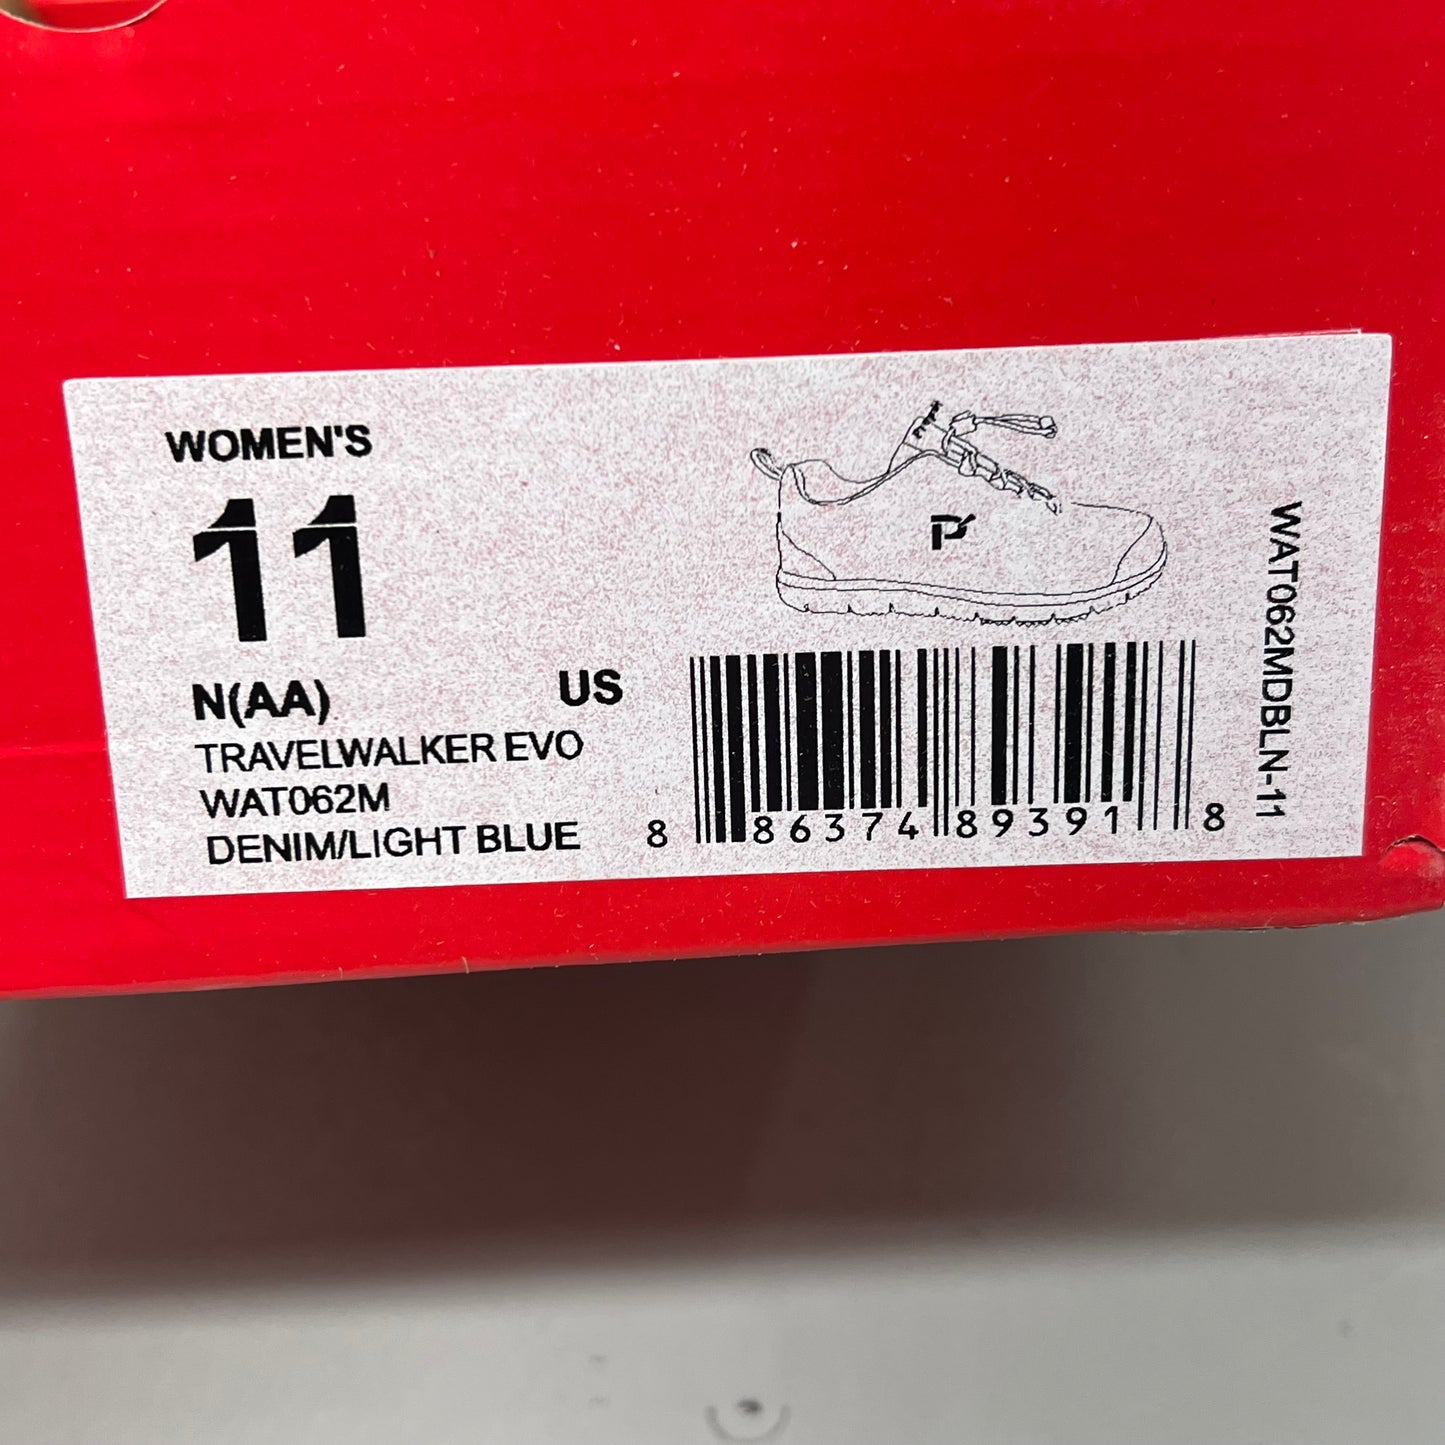 WOMEN'S
11
N(AA)
US
TRAVELWALKER EVO
WAT062M
DENIM/LIGHT BLUE
8 86374 89391 8
WAT062MDBLN-11